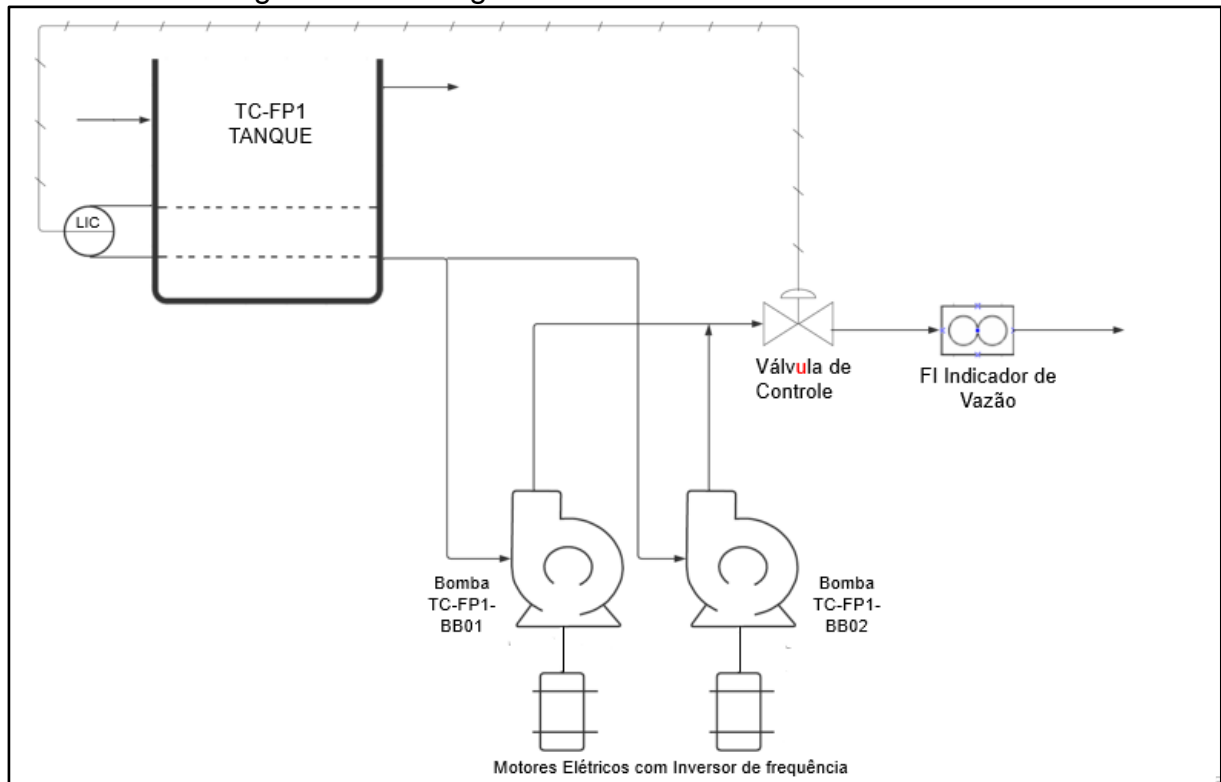 TC-FP1
TANQUE
LIC
Válvula de
Controle
FI Indicador de
Vazão
Bomba
TC-FP1-
BB01
Bomba
TC-FP1-
BB02
Motores Elétricos com Inversor de frequência